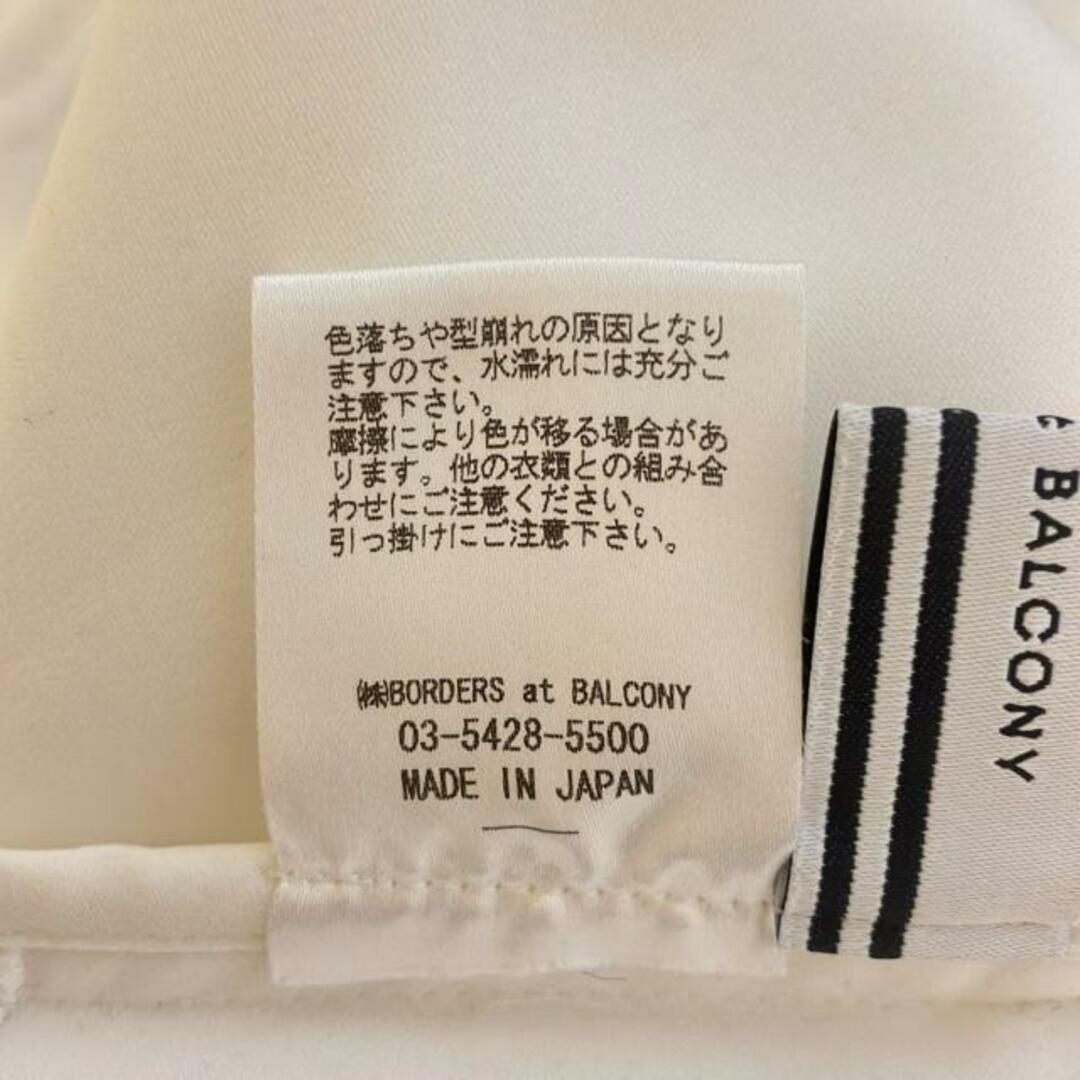 色落ちや型崩れの原因となり
ますので、水濡れには充分ご
注意下さい。
摩擦により色が移る場合があ
ります。他の衣類との組み合
わせにご注意ください。
引っ掛けにご注意下さい。
㈱BORDERS at BALCONY
03-5428-5500
MADE IN JAPAN
BALCONY